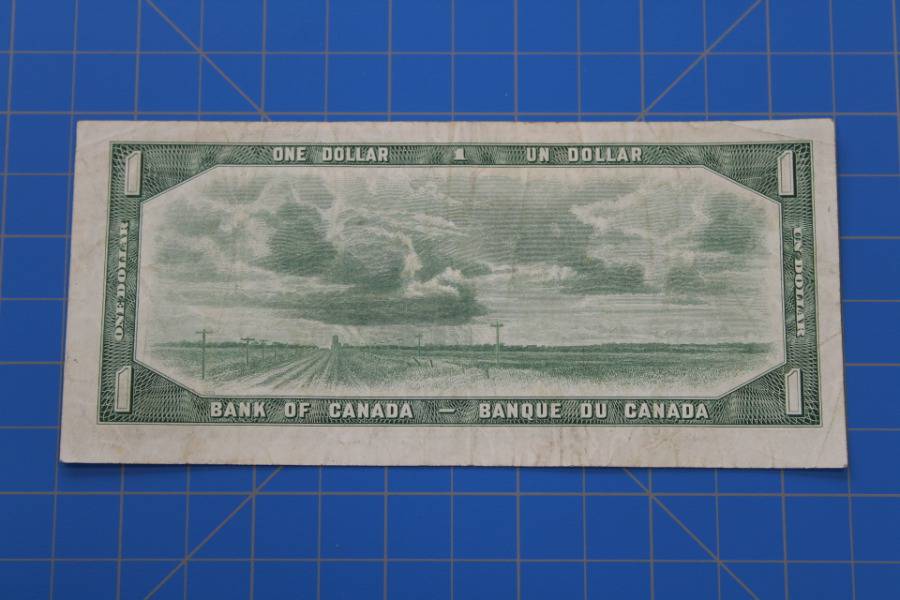 ONE DOLLAR 1 UN DOLLAR
1
1
ONE DOLLAR
UN DOLLAR
1
1
BANK OF CANADA — BANQUE DU CANADA